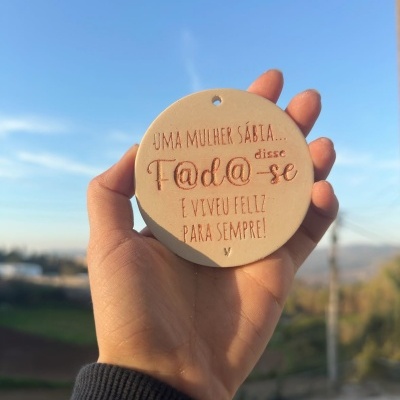 UMA MULHER SÁBIA...
disse
F@d@-se
E VIVEU FELIZ
PARA SEMPRE!